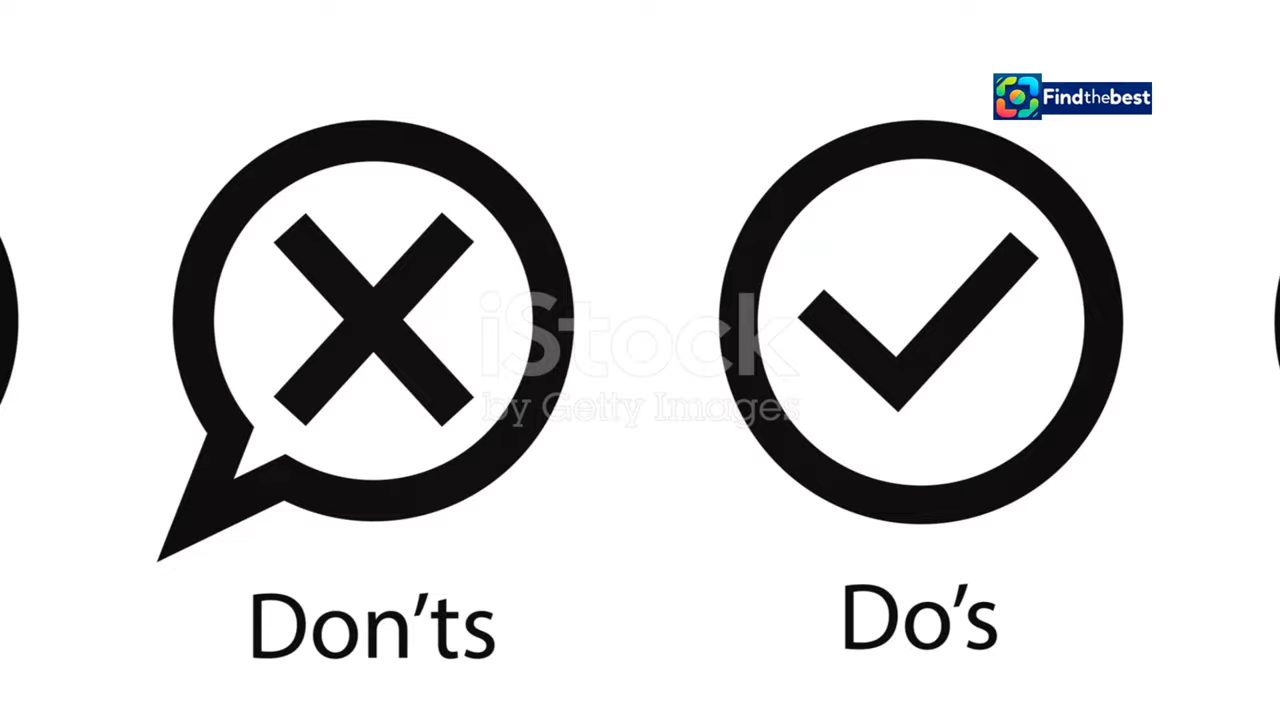 Findthebest
iStock
by Getty Images
Don’ts
Do’s